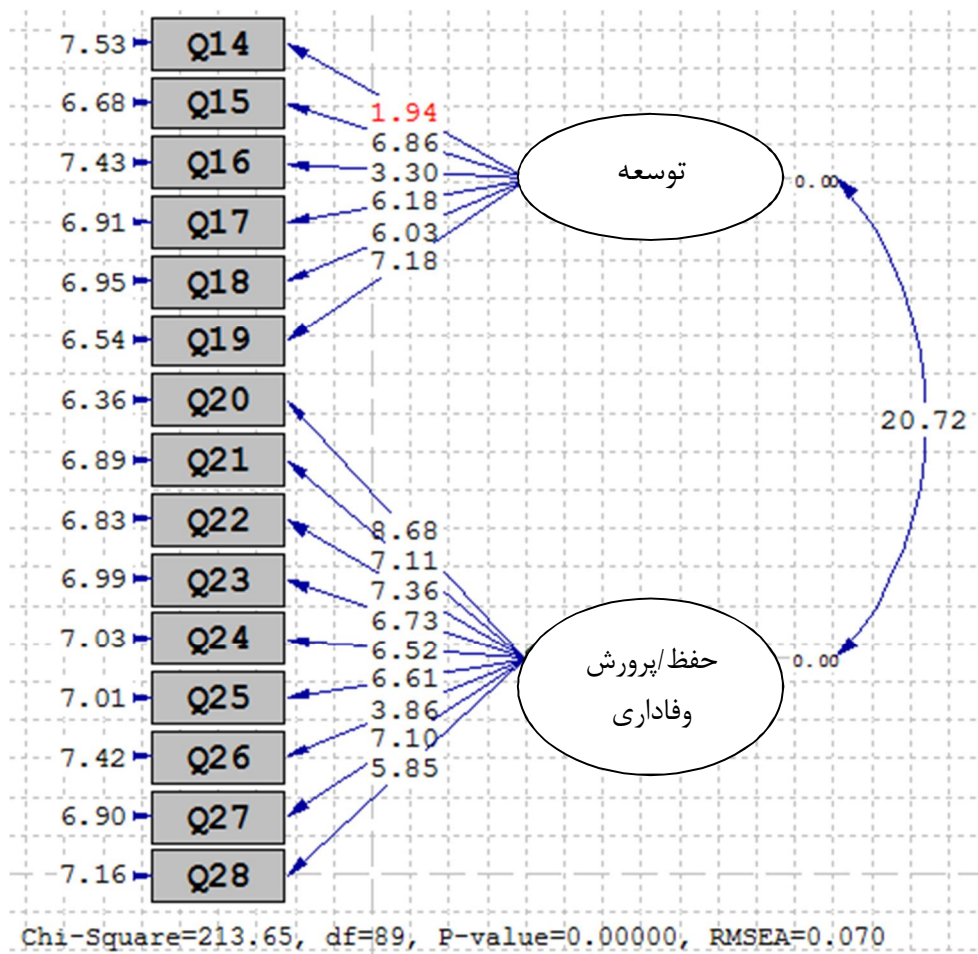 7.53 Q14
6.68 Q15
7.43 Q16
6.91 Q17
6.95 Q18
6.54 Q19
6.36 Q20
6.89 Q21
6.83 Q22
6.99 Q23
7.03 Q24
7.01 Q25
7.42 Q26
6.90 Q27
7.16 Q28
1.94
6.86
3.30
6.18
6.03
7.18
توسعه
0.00
20.72
8.68
7.11
7.36
6.73
6.52
6.61
3.86
7.10
5.85
حفظ/پرورش
وفاداری
0.00
Chi-Square=213.65, df=89, P-value=0.00000, RMSEA=0.070